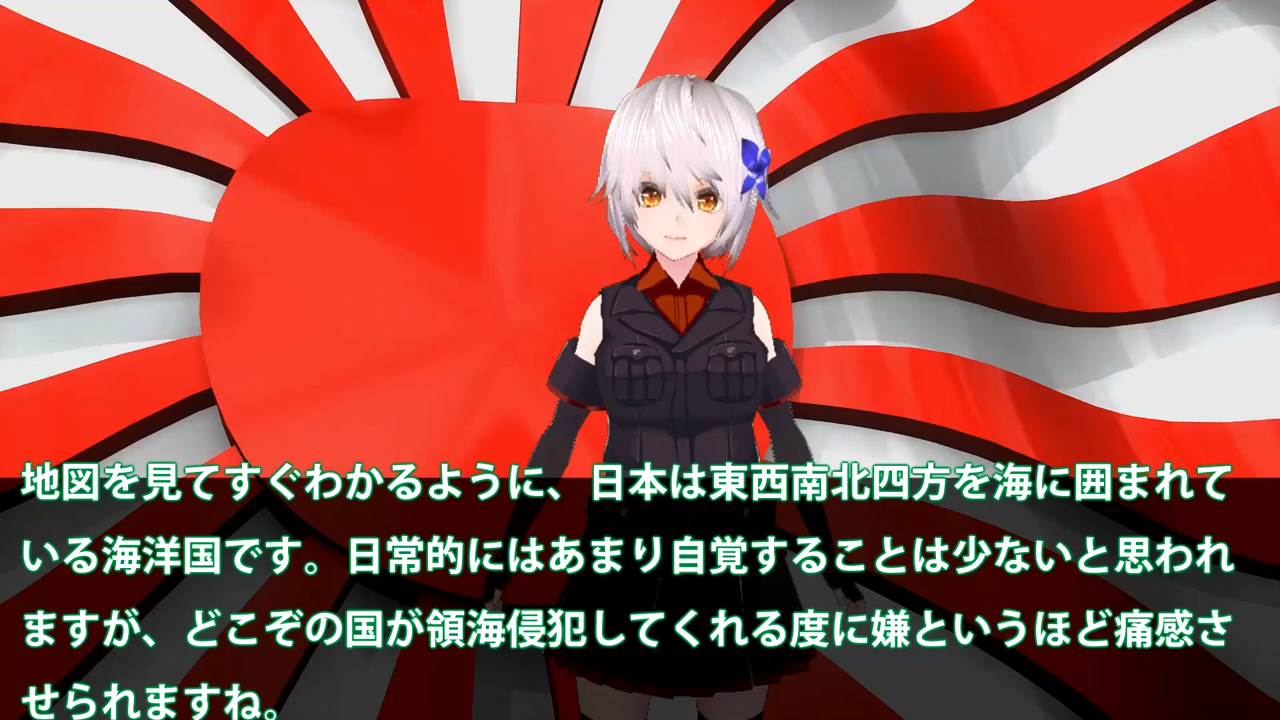 地図を見てすぐわかるように、日本は東西南北四方を海に囲まれて
いる海洋国です。日常的にはあまり自覚することは少ないと思われ
ますが、どこぞの国が領海侵犯してくれる度に嫌というほど痛感さ
せられますね。